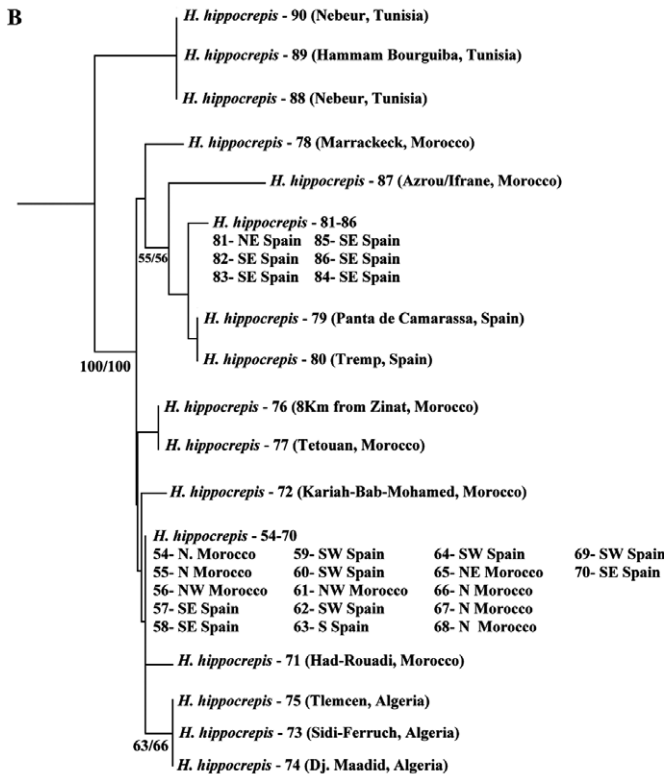 B
H. hippocrepis - 90 (Nebeur, Tunisia)
H. hippocrepis - 89 (Hammam Bourguiba, Tunisia)
H. hippocrepis - 88 (Nebeur, Tunisia)
H. hippocrepis - 78 (Marrackeck, Morocco)
H. hippocrepis - 87 (Azrou/Ifrane, Morocco)
H. hippocrepis - 81-86
81- NE Spain 85- SE Spain
55/56
82- SE Spain 86- SE Spain
83- SE Spain 84- SE Spain
H. hippocrepis - 79 (Panta de Camarassa, Spain)
H. hippocrepis - 80 (Tremp, Spain)
100/100
H. hippocrepis - 76 (8Km from Zinat, Morocco)
H. hippocrepis - 77 (Tetouan, Morocco)
H. hippocrepis - 72 (Kariah-Bab-Mohamed, Morocco)
H. hippocrepis - 54-70
54- N. Morocco 59- SW Spain 64- SW Spain 69- SW Spain
55- N Morocco 60- SW Spain 65- NE Morocco 70- SE Spain
56- NW Morocco 61- NW Morocco 66- N Morocco
57- SE Spain 62- SW Spain 67- N Morocco
58- SE Spain 63- S Spain 68- N Morocco
H. hippocrepis - 71 (Had-Rouadi, Morocco)
H. hippocrepis - 75 (Tlemcen, Algeria)
H. hippocrepis - 73 (Sidi-Ferruch, Algeria)
63/66
H. hippocrepis - 74 (Dj. Maadid, Algeria)